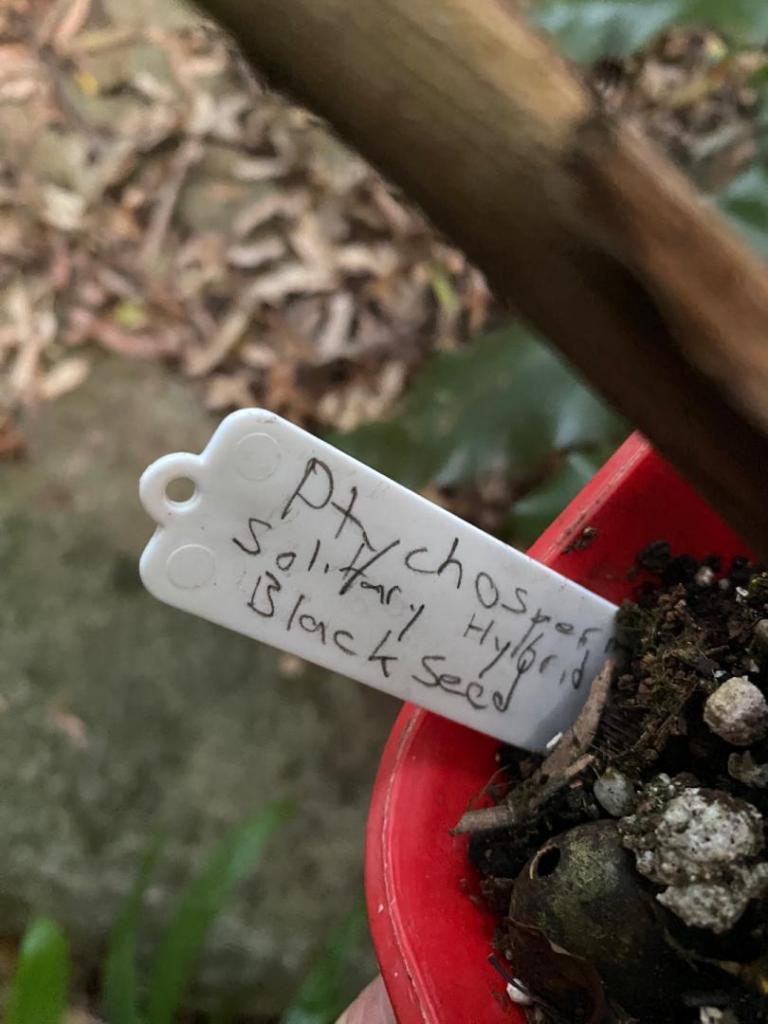 Ptychosperm
Solitary Hybrid
Black Seed